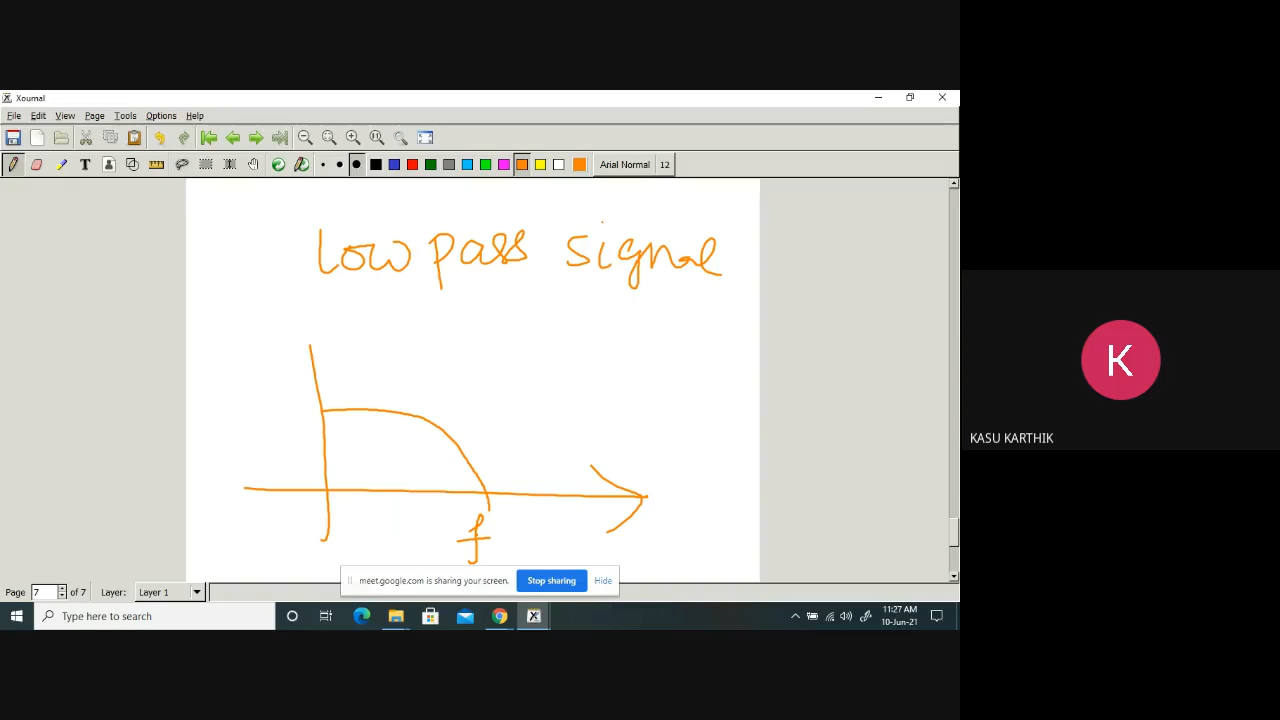 Xournal
File Edit View Page Tools Options Help
T Arial Normal 12
Low pass signal
f
K
KASU KARTHIK
meet.google.com is sharing your screen. Stop sharing Hide
Page 7 of 7 Layer: Layer 1
Type here to search
11:27 AM
10-Jun-21